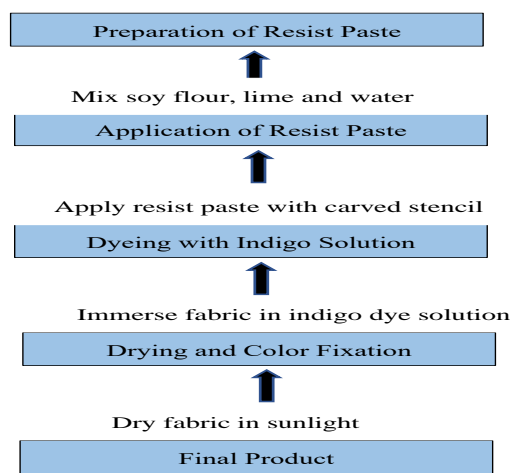 Preparation of Resist Paste
Mix soy flour, lime and water
Application of Resist Paste
Apply resist paste with carved stencil
Dyeing with Indigo Solution
Immerse fabric in indigo dye solution
Drying and Color Fixation
Dry fabric in sunlight
Final Product